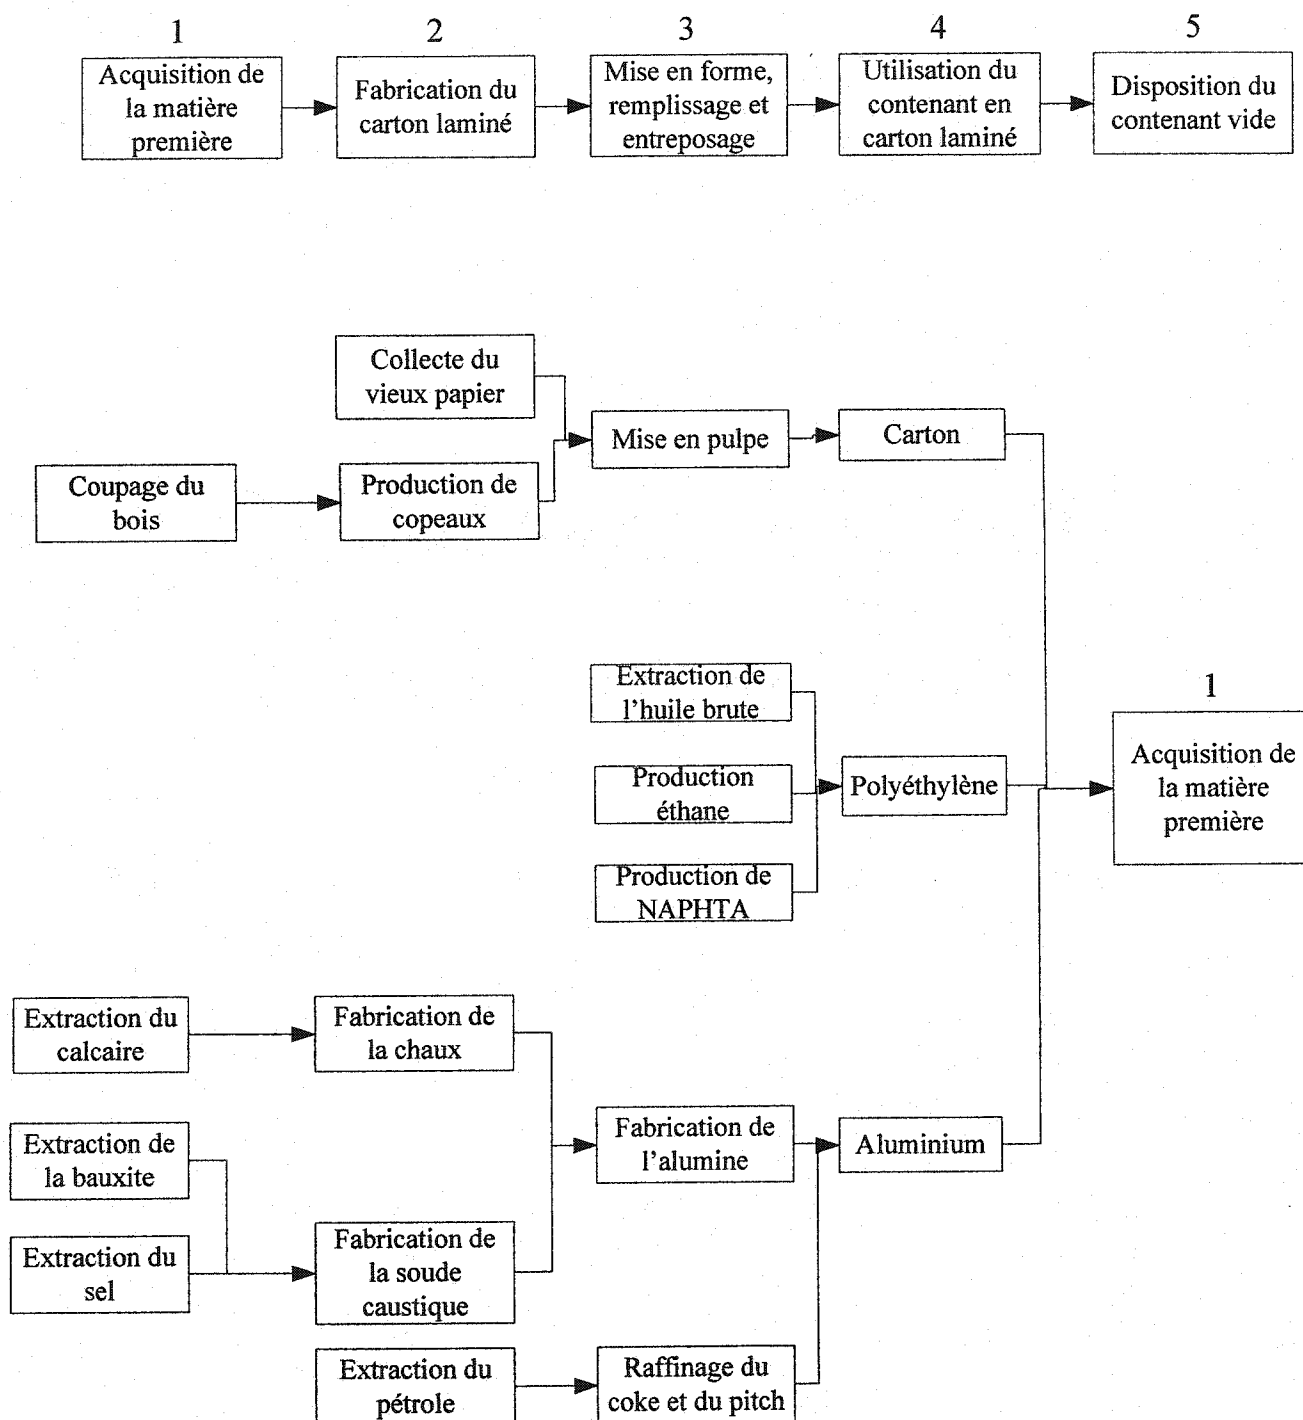 1
Acquisition de
la matière
première
2
Fabrication du
carton laminé
3
Mise en forme,
remplissage et
entreposage
4
Utilisation du
contenant en
carton laminé
5
Disposition du
contenant vide
Collecte du
vieux papier
Coupage du
bois
Production de
copeaux
Mise en pulpe
Carton
Extraction de
l'huile brute
Production
éthane
Production de
NAPHTA
Polyéthylène
1
Acquisition de
la matière
première
Extraction du
calcaire
Fabrication de
la chaux
Extraction de
la bauxite
Extraction du
sel
Fabrication de
la soude
caustique
Fabrication de
l'alumine
Aluminium
Extraction du
pétrole
Raffinage du
coke et du pitch